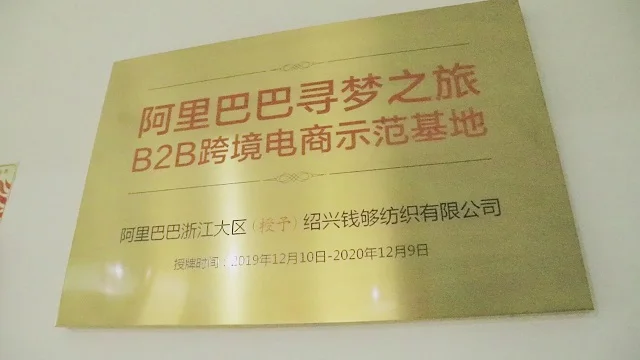 阿里巴巴寻梦之旅
B2B跨境电商示范基地
阿里巴巴浙江大区(授予)绍兴钱够纺织有限公司
授牌时间:2019年12月10日-2020年12月9日